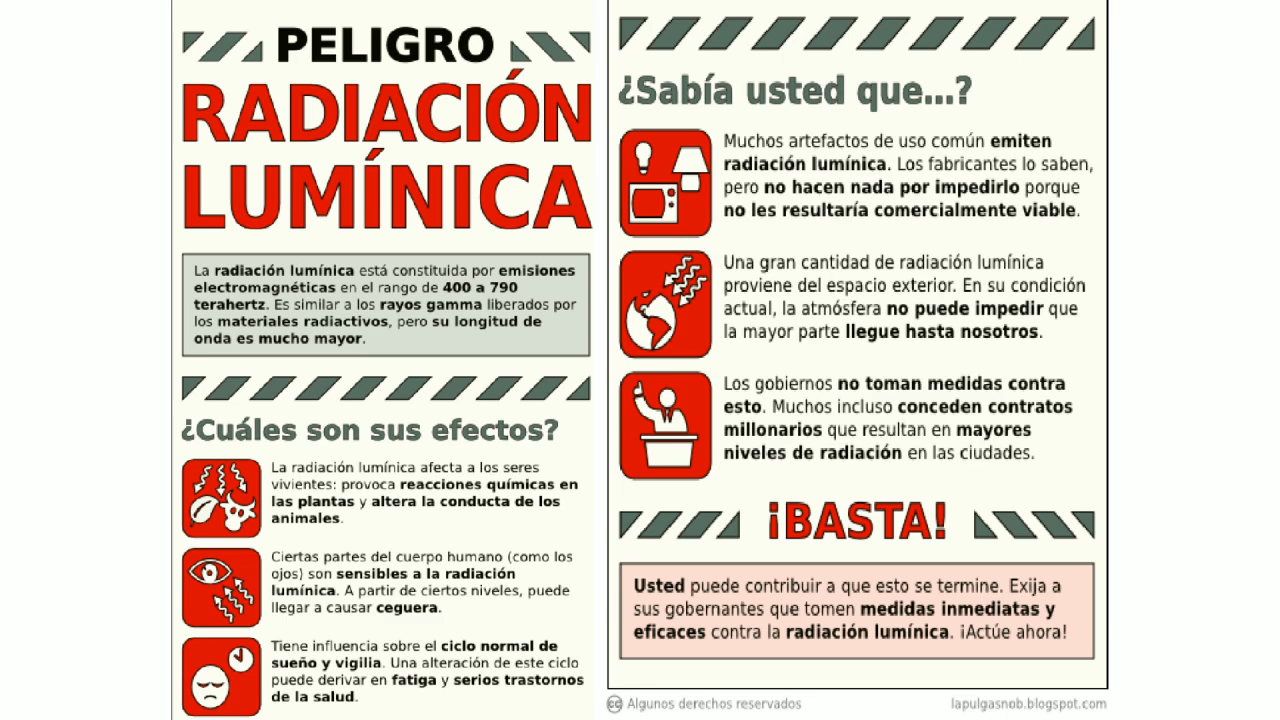 PELIGRO
RADIACIÓN
LUMÍNICA
La radiación lumínica está constituida por emisiones
electromagnéticas en el rango de 400 a 790
terahertz. Es similar a los rayos gamma liberados por
los materiales radiactivos, pero su longitud de
onda es mucho mayor.
¿Cuáles son sus efectos?
La radiación lumínica afecta a los seres
vivientes: provoca reacciones químicas en
las plantas y altera la conducta de los
animales.
Ciertas partes del cuerpo humano (como los
ojos) son sensibles a la radiación
lumínica. A partir de ciertos niveles, puede
llegar a causar ceguera.
Tiene influencia sobre el ciclo normal de
sueño y vigilia. Una alteración de este ciclo
puede derivar en fatiga y serios trastornos
de la salud.
¿Sabía usted que...?
Muchos artefactos de uso común emiten
radiación lumínica. Los fabricantes lo saben,
pero no hacen nada por impedirlo porque
no les resultaría comercialmente viable.
Una gran cantidad de radiación lumínica
proviene del espacio exterior. En su condición
actual, la atmósfera no puede impedir que
la mayor parte llegue hasta nosotros.
Los gobiernos no toman medidas contra
esto. Muchos incluso conceden contratos
millonarios que resultan en mayores
niveles de radiación en las ciudades.
¡BASTA!
Usted puede contribuir a que esto se termine. Exija a
sus gobernantes que tomen medidas inmediatas y
eficaces contra la radiación lumínica. ¡Actúe ahora!
cc Algunos derechos reservados
lapulgasnob.blogspot.com